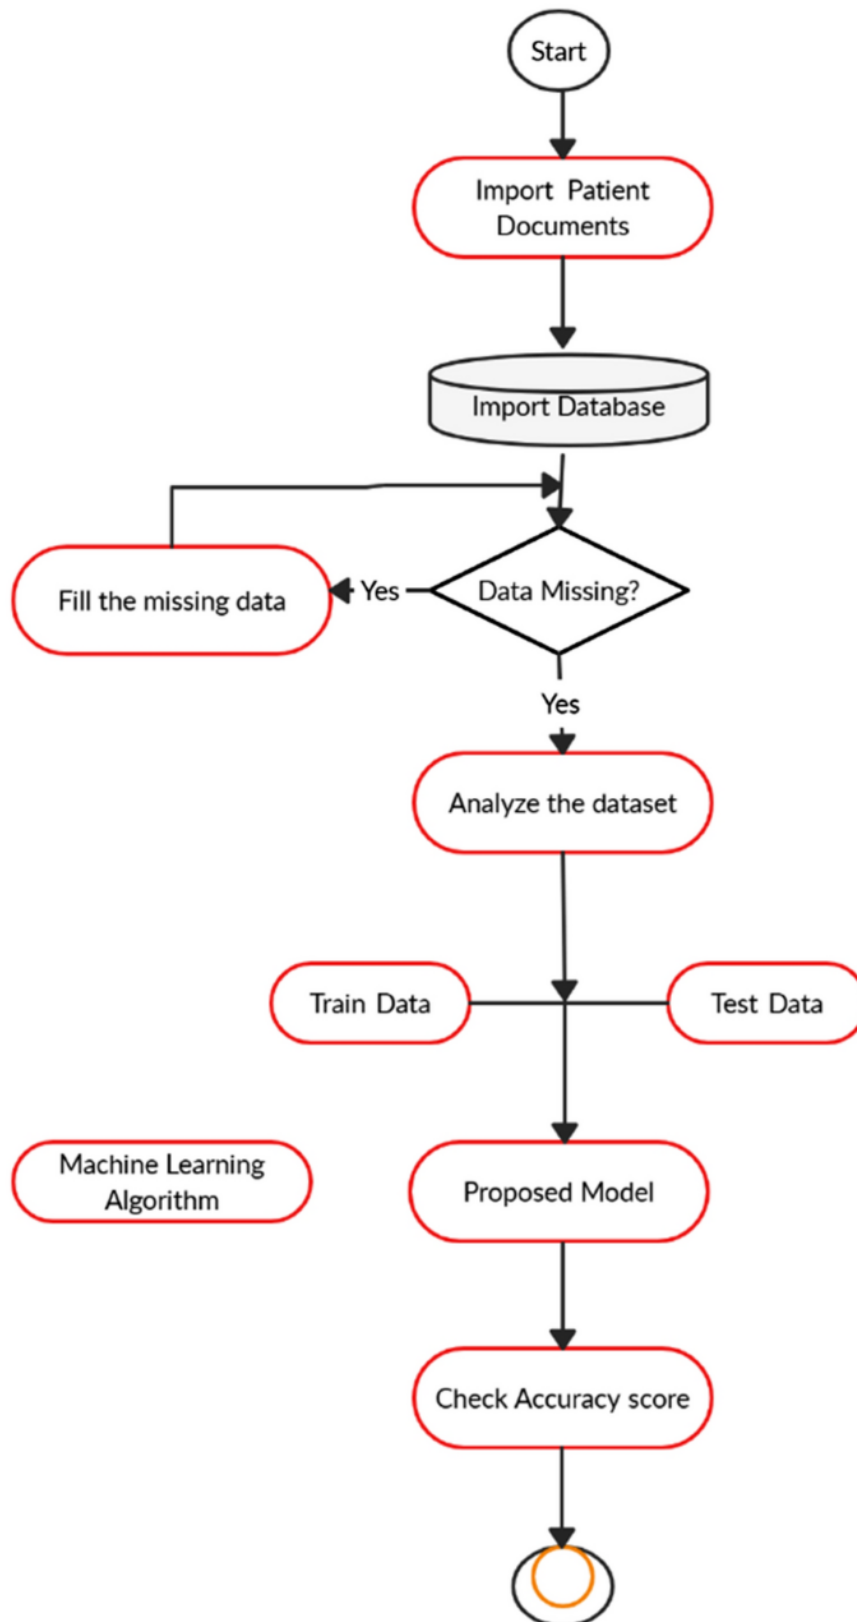 Start
Import Patient
Documents
Import Database
Data Missing?
Yes
Fill the missing data
Yes
Analyze the dataset
Train Data
Test Data
Machine Learning
Algorithm
Proposed Model
Check Accuracy score